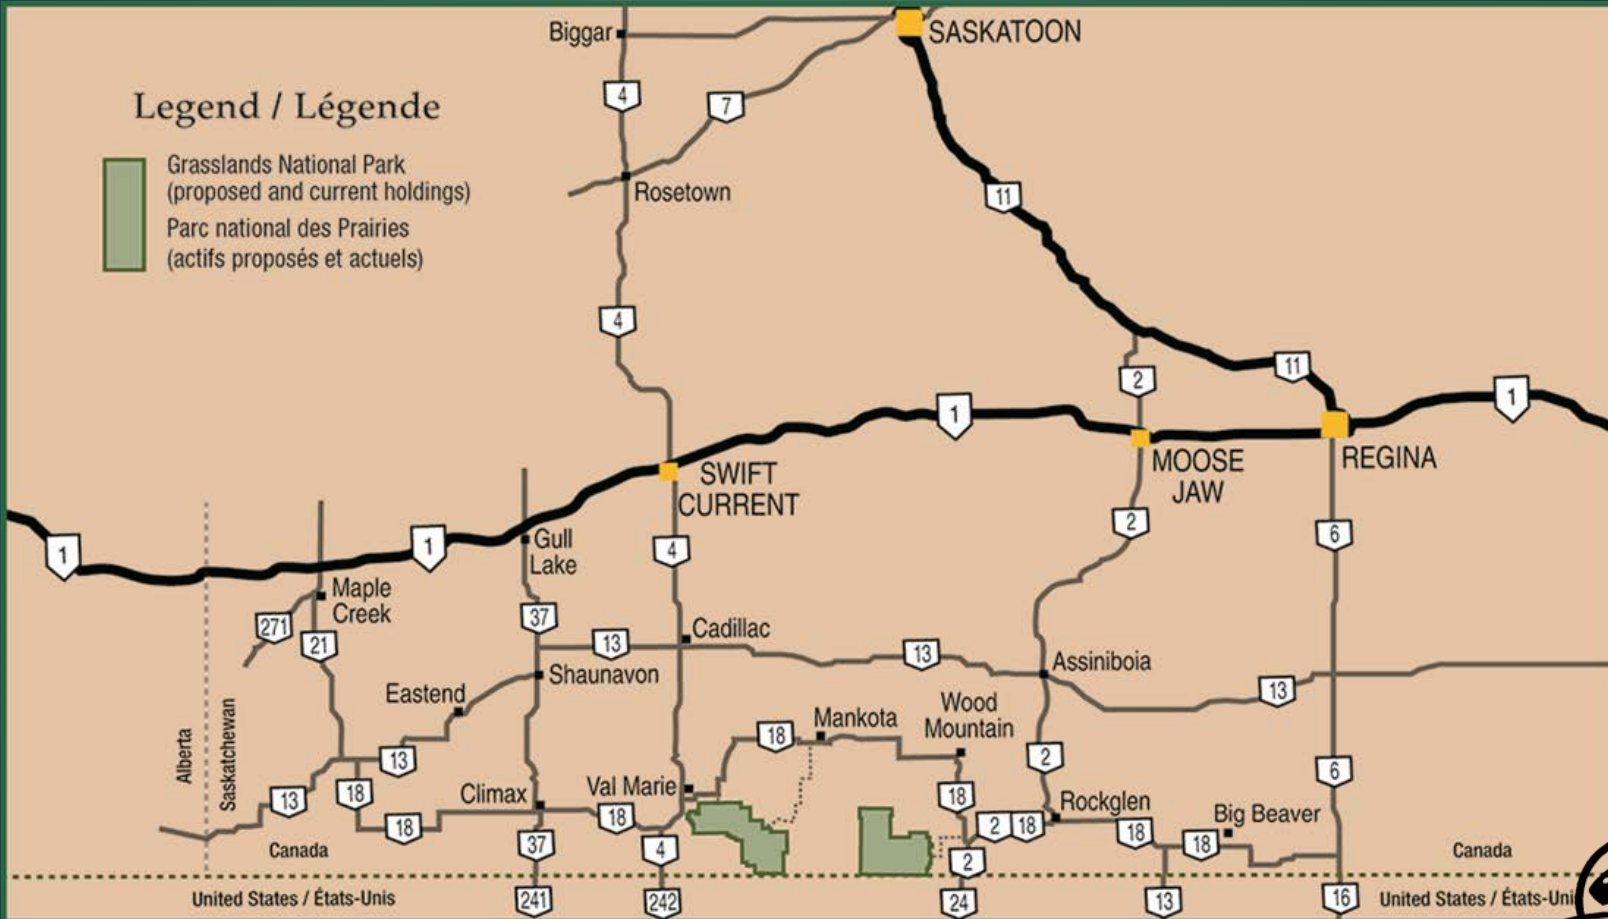 Biggar
SASKATOON
4
7
Legend / Légende
Grasslands National Park
(proposed and current holdings)
Parc national des Prairies
(actifs proposés et actuels)
11
Rosetown
4
11
2
1
1
MOOSE
JAW
REGINA
SWIFT
CURRENT
2
6
1
1
Gull
Lake
4
Maple
Creek
271
21
37
13
Cadillac
13
Assiniboia
Shaunavon
Eastend
13
Wood
Mountain
Mankota
18
Alberta
Saskatchewan
13
2
6
Val Marie
Climax
18
13
18
18
18
Rockglen
Big Beaver
2
18
18
18
Canada
37
4
2
Canada
United States / États-Unis
241
242
24
13
16
United States / États-Uni